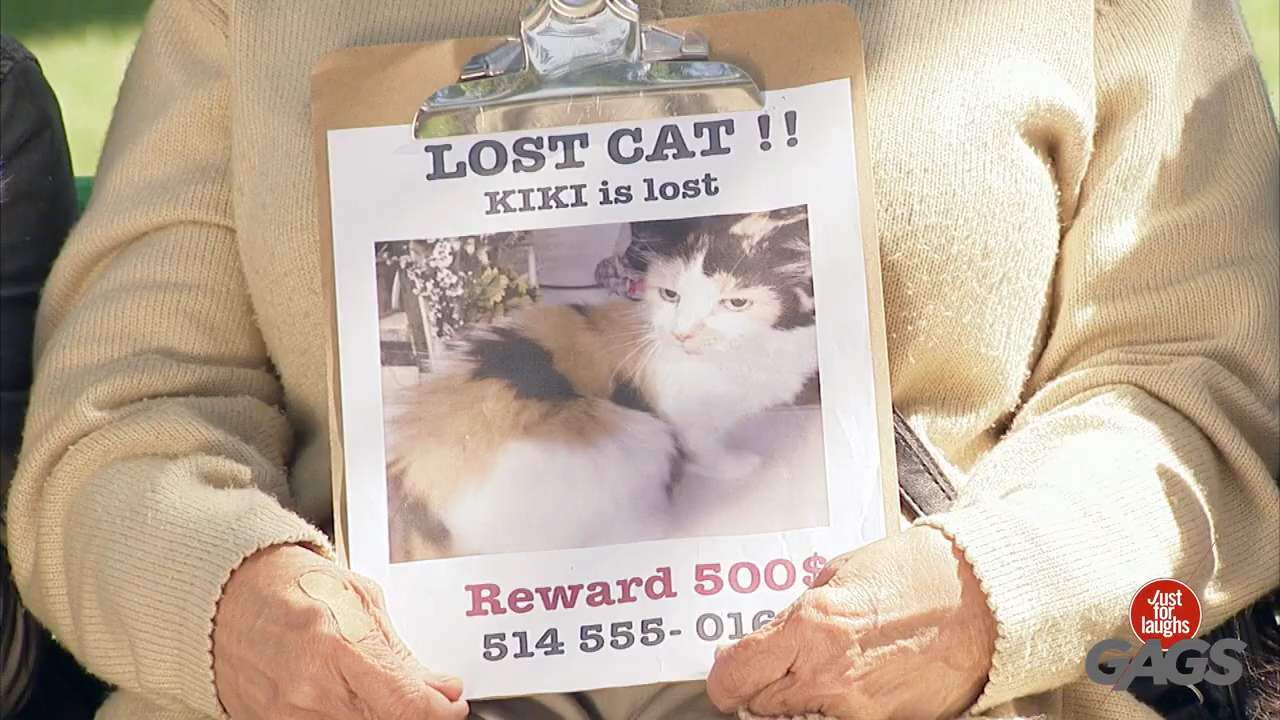 LOST CAT !!
KIKI is lost
Reward 500$
514 555- 016
Just
for
laughs
GAGS